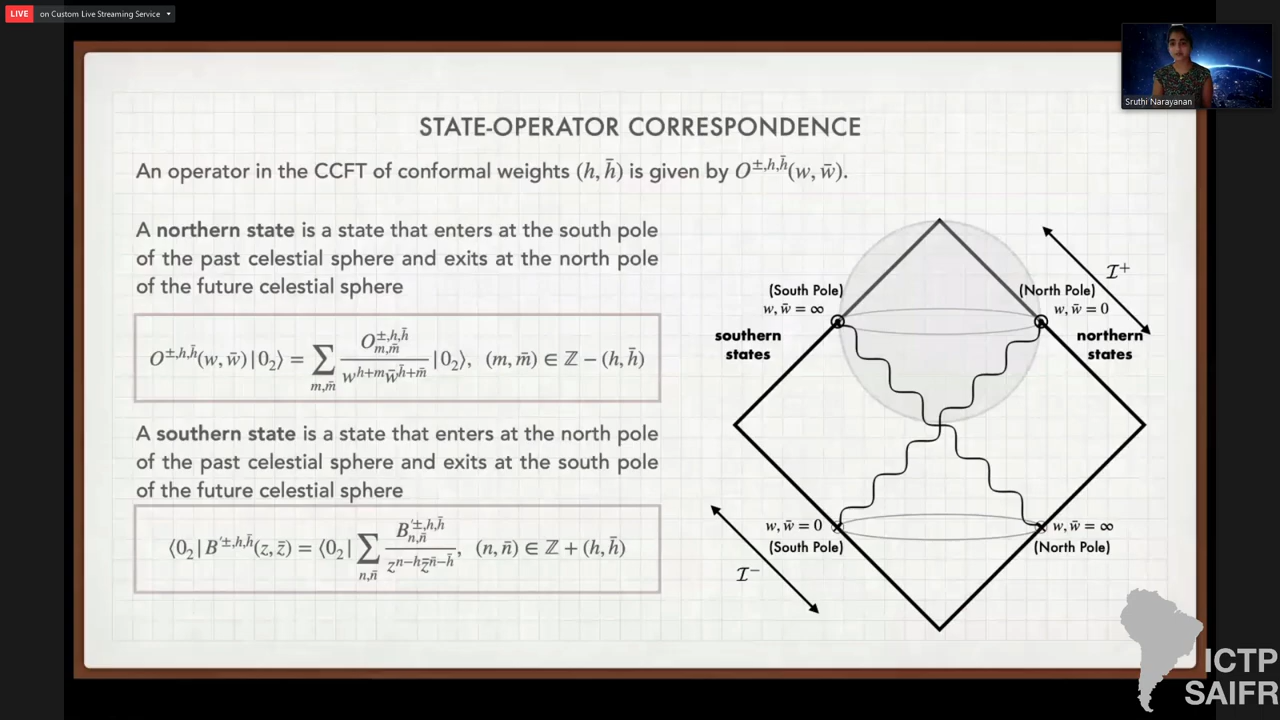 LIVE on Custom Live Streaming Service
Sruthi Narayanan
STATE-OPERATOR CORRESPONDENCE
An operator in the CCFT of conformal weights (h, h̄) is given by O^{±,h,h̄}(w, w̄).
A northern state is a state that enters at the south pole
of the past celestial sphere and exits at the north pole
of the future celestial sphere
O^{±,h,h̄}(w, w̄)|0₂⟩ = ∑_{m,m̄} O^{±,h,h̄}_{m,m̄} / w^{h+m} w̄^{h̄+m̄} |0₂⟩, (m, m̄) ∈ ℤ − (h, h̄)
A southern state is a state that enters at the north pole
of the past celestial sphere and exits at the south pole
of the future celestial sphere
⟨0₂|B′^{±,h,h̄}(z, z̄) = ⟨0₂| ∑_{n,n̄} B′^{±,h,h̄}_{n,n̄} / z^{n−h} z̄^{n̄−h̄}, (n, n̄) ∈ ℤ + (h, h̄)
(South Pole)
w, w̄ = ∞
southern
states
(North Pole)
w, w̄ = 0
northern
states
ℐ⁺
w, w̄ = 0
(South Pole)
w, w̄ = ∞
(North Pole)
ℐ⁻
ICTP
SAIFR